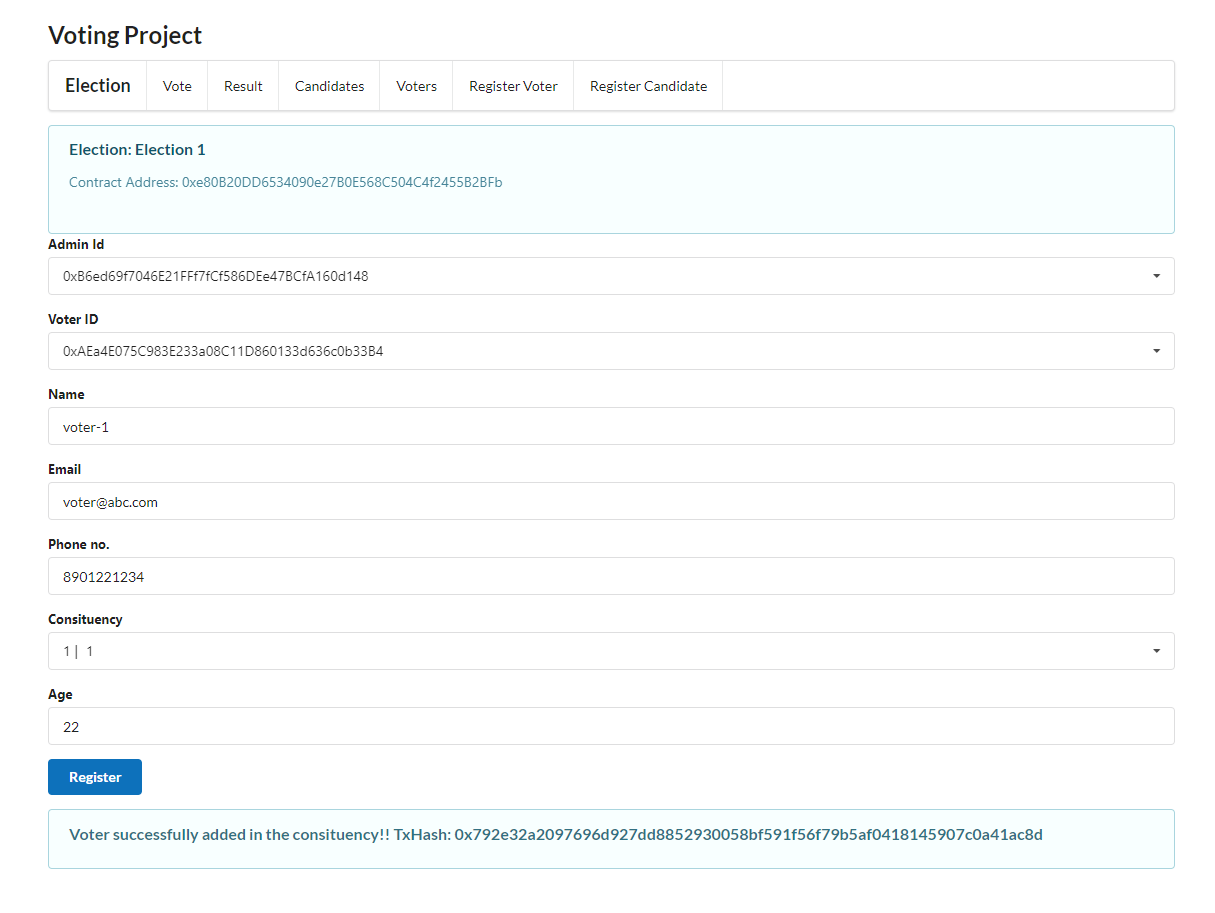 Voting Project
Election Vote Result Candidates Voters Register Voter Register Candidate
Election: Election 1
Contract Address: 0xe80B20DD6534090e27B0E568C504C4f2455B2BFb
Admin Id
0xB6ed69f7046E21FFf7fCf586DEe47BCfA160d148
Voter ID
0xAEa4E075C983E233a08C11D860133d636c0b33B4
Name
voter-1
Email
voter@abc.com
Phone no.
8901221234
Consituency
1 | 1
Age
22
Register
Voter successfully added in the consituency!! TxHash: 0x792e32a2097696d927dd8852930058bf591f56f79b5af0418145907c0a41ac8d